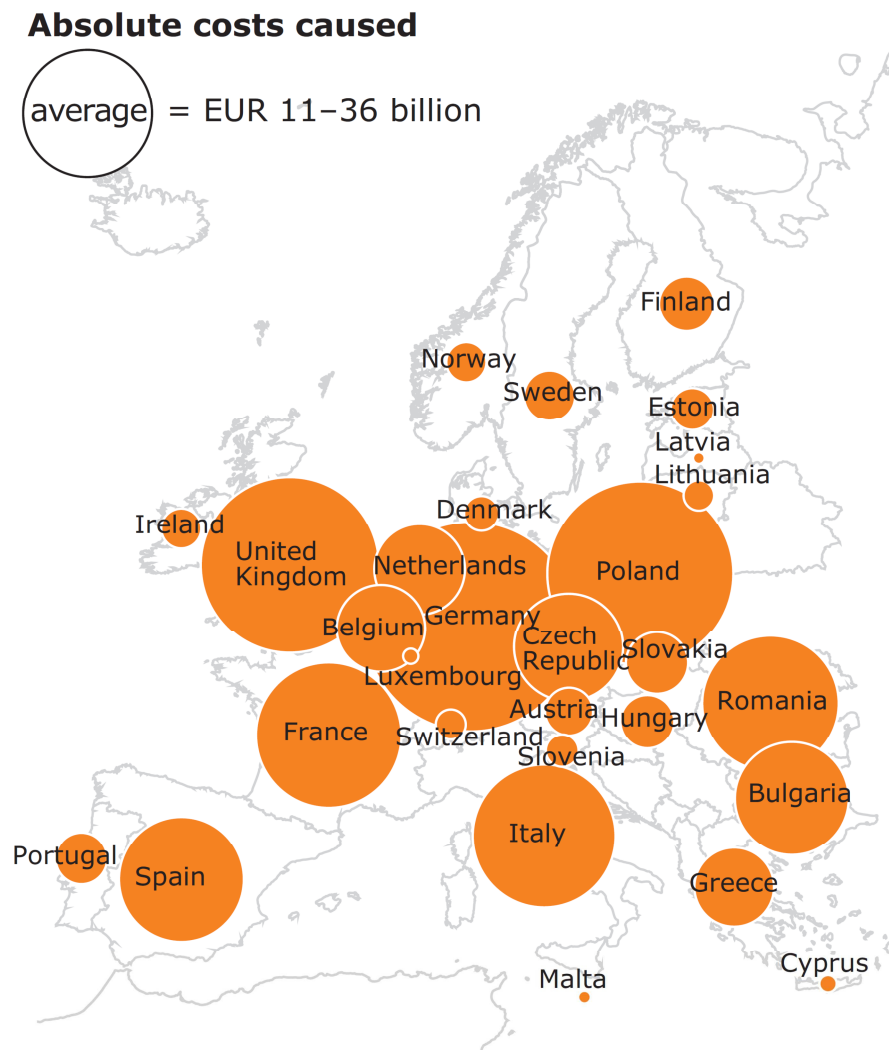 Absolute costs caused
average = EUR 11–36 billion
Finland
Norway
Sweden
Estonia
Latvia
Lithuania
Denmark
Ireland
United
Kingdom
Netherlands
Poland
Germany
Belgium
Czech
Republic
Slovakia
Luxembourg
Romania
Austria
Hungary
France
Switzerland
Slovenia
Bulgaria
Italy
Portugal
Spain
Greece
Cyprus
Malta